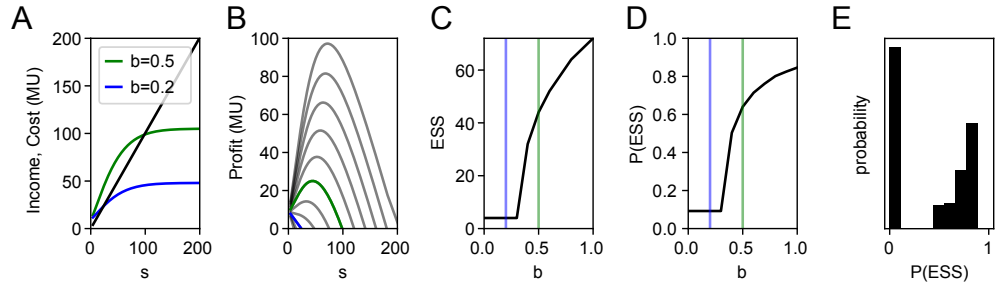 A
Income, Cost (MU)
200
150
100
50
0
b=0.5
b=0.2
0
100
200
s
B
Profit (MU)
100
80
60
40
20
0
0
100
200
s
C
ESS
60
40
20
0
0.0
0.5
1.0
b
D
P(ESS)
1.0
0.8
0.6
0.4
0.2
0.0
0.0
0.5
1.0
b
E
probability
0
1
P(ESS)